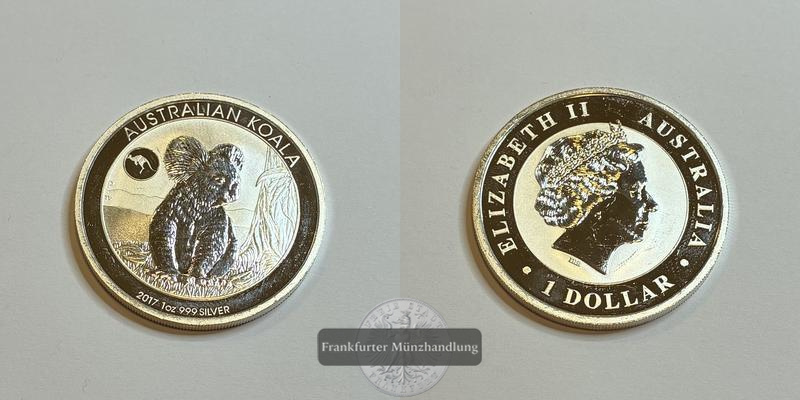 AUSTRALIAN KOALA
2017 1oz 999 SILVER
ELIZABETH II AUSTRALIA
1 DOLLAR
Frankfurter Münzhandlung